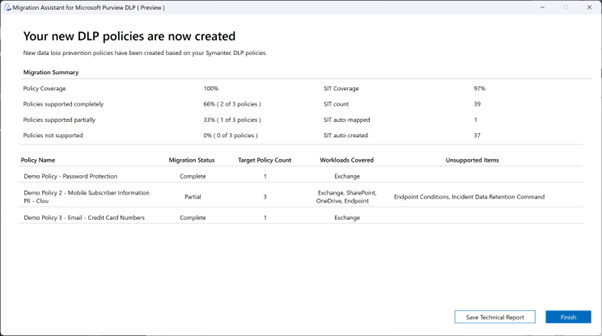 Migration Assistant for Microsoft Purview DLP ( Preview )
Your new DLP policies are now created
New data loss prevention policies have been created based on your Symantec DLP policies.
Migration Summary
Policy Coverage 100% SIT Coverage 97%
Policies supported completely 66% ( 2 of 3 policies ) SIT count 39
Policies supported partially 33% ( 1 of 3 policies ) SIT auto-mapped 1
Policies not supported 0% ( 0 of 3 policies ) SIT auto-created 37
Policy Name Migration Status Target Policy Count Workloads Covered Unsupported Items
Demo Policy - Password Protection Complete 1 Exchange
Demo Policy 2 - Mobile Subscriber Information PII - Clou Partial 3 Exchange, SharePoint, OneDrive, Endpoint Endpoint Conditions, Incident Data Retention Command
Demo Policy 3 - Email - Credit Card Numbers Complete 1 Exchange
Save Technical Report Finish